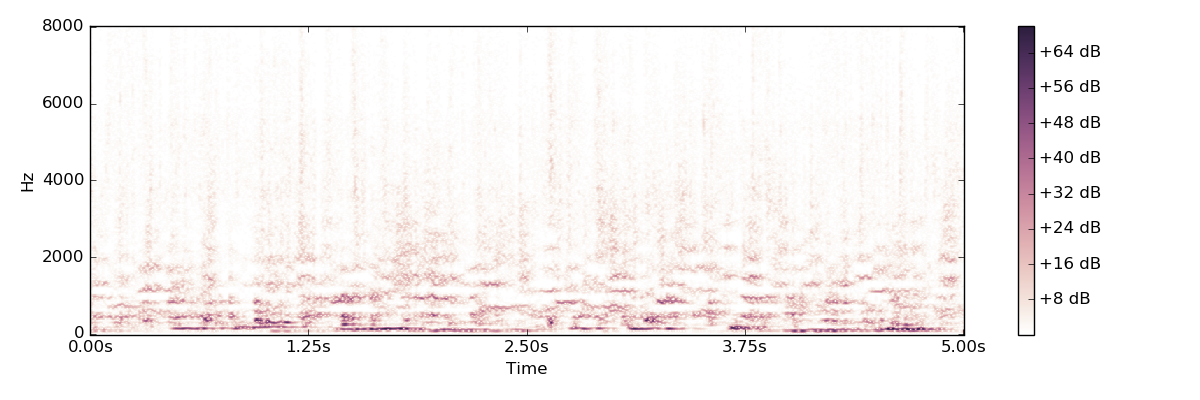 8000
6000
4000
2000
0
Hz
0.00s 1.25s 2.50s 3.75s 5.00s
Time
+64 dB
+56 dB
+48 dB
+40 dB
+32 dB
+24 dB
+16 dB
+8 dB